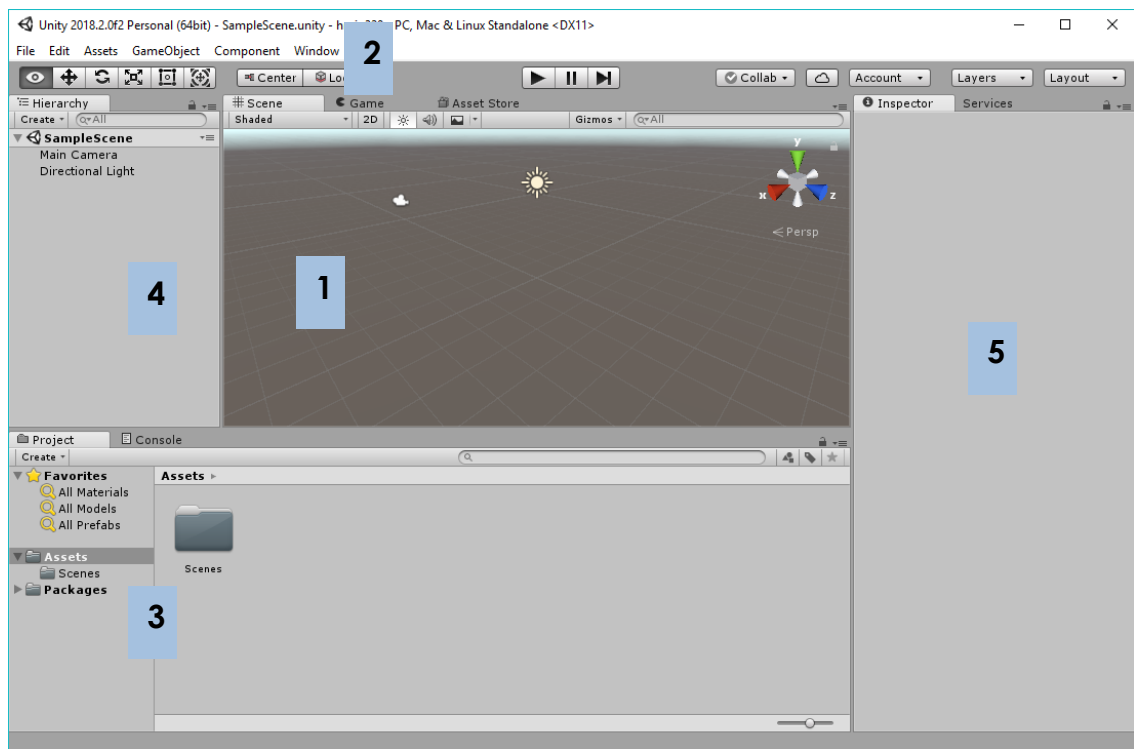 Unity 2018.2.0f2 Personal (64bit) - SampleScene.unity - PC, Mac & Linux Standalone <DX11>
File Edit Assets GameObject Component Window
2
Center
Collab Account Layers Layout
Hierarchy
Scene Game Asset Store
Inspector Services
Create All
Shaded 2D Gizmos All
SampleScene
Main Camera
Directional Light
y
x z
Persp
4
1
5
Project Console
Create
Favorites
All Materials
All Models
All Prefabs
Assets
Scenes
Packages
Assets
Scenes
3